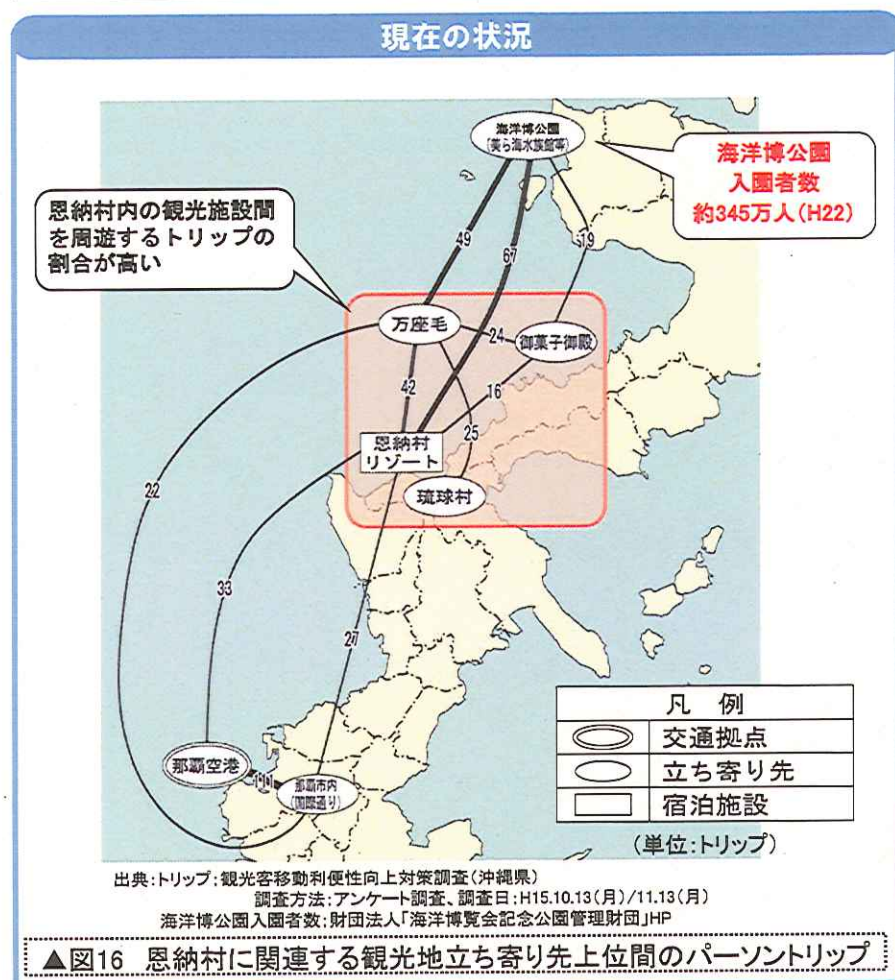 現在の状況
海洋博公園
(美ら海水族館等)
海洋博公園
入園者数
約345万人(H22)
恩納村内の観光施設間
を周遊するトリップの
割合が高い
49
67
19
万座毛
24
御菓子御殿
42
16
25
恩納村
リゾート
琉球村
22
33
27
那覇空港
111
那覇市内
(国際通り)
凡 例
交通拠点
立ち寄り先
宿泊施設
(単位:トリップ)
出典:トリップ:観光客移動利便性向上対策調査(沖縄県)
調査方法:アンケート調査、調査日:H15.10.13(月)/11.13(月)
海洋博公園入園者数;財団法人「海洋博覧会記念公園管理財団」HP
▲図16 恩納村に関連する観光地立ち寄り先上位間のパーソントリップ